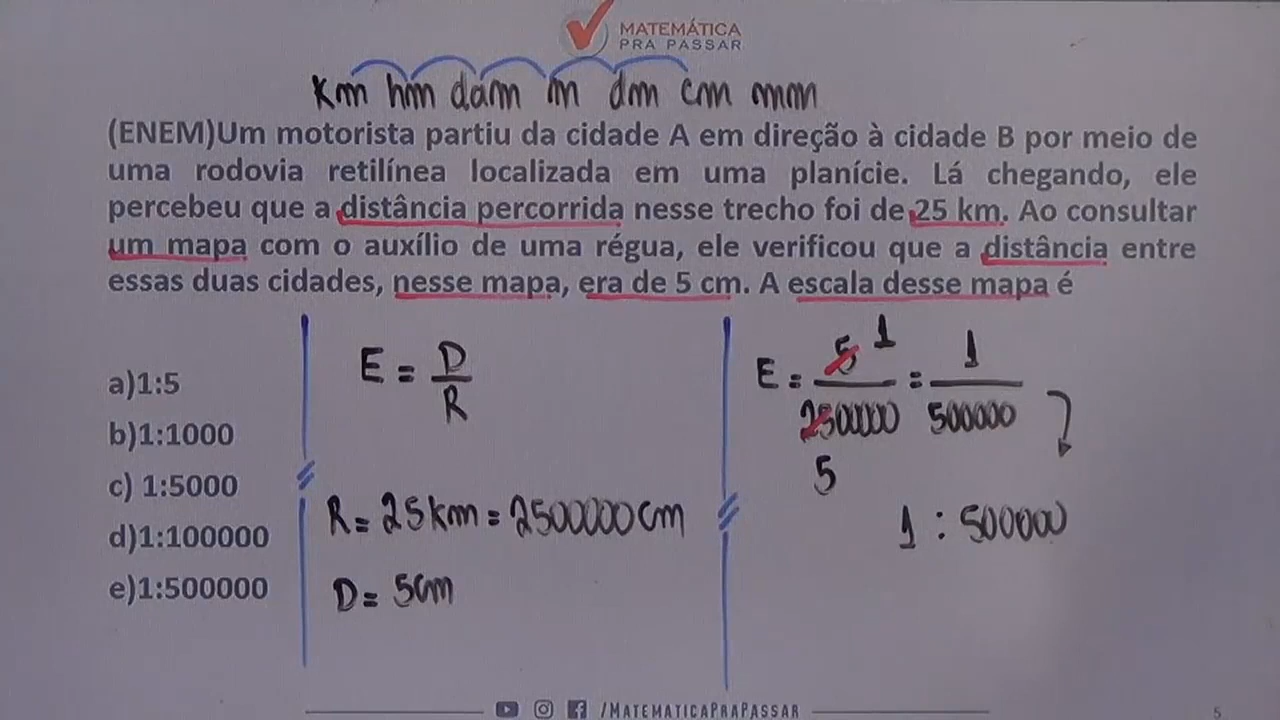 MATEMÁTICA
PRA PASSAR
Km hm dam m dm cm mm
(ENEM)Um motorista partiu da cidade A em direção à cidade B por meio de
uma rodovia retilínea localizada em uma planície. Lá chegando, ele
percebeu que a distância percorrida nesse trecho foi de 25 km. Ao consultar
um mapa com o auxílio de uma régua, ele verificou que a distância entre
essas duas cidades, nesse mapa, era de 5 cm. A escala desse mapa é
a)1:5
b)1:1000
c) 1:5000
d)1:100000
e)1:500000
E = D
R
R = 25 km = 2500000 cm
D = 5cm
E = 5 1 = 1
2500000 500000
5
1 : 500000
/MATEMATICAPRAPASSAR
5